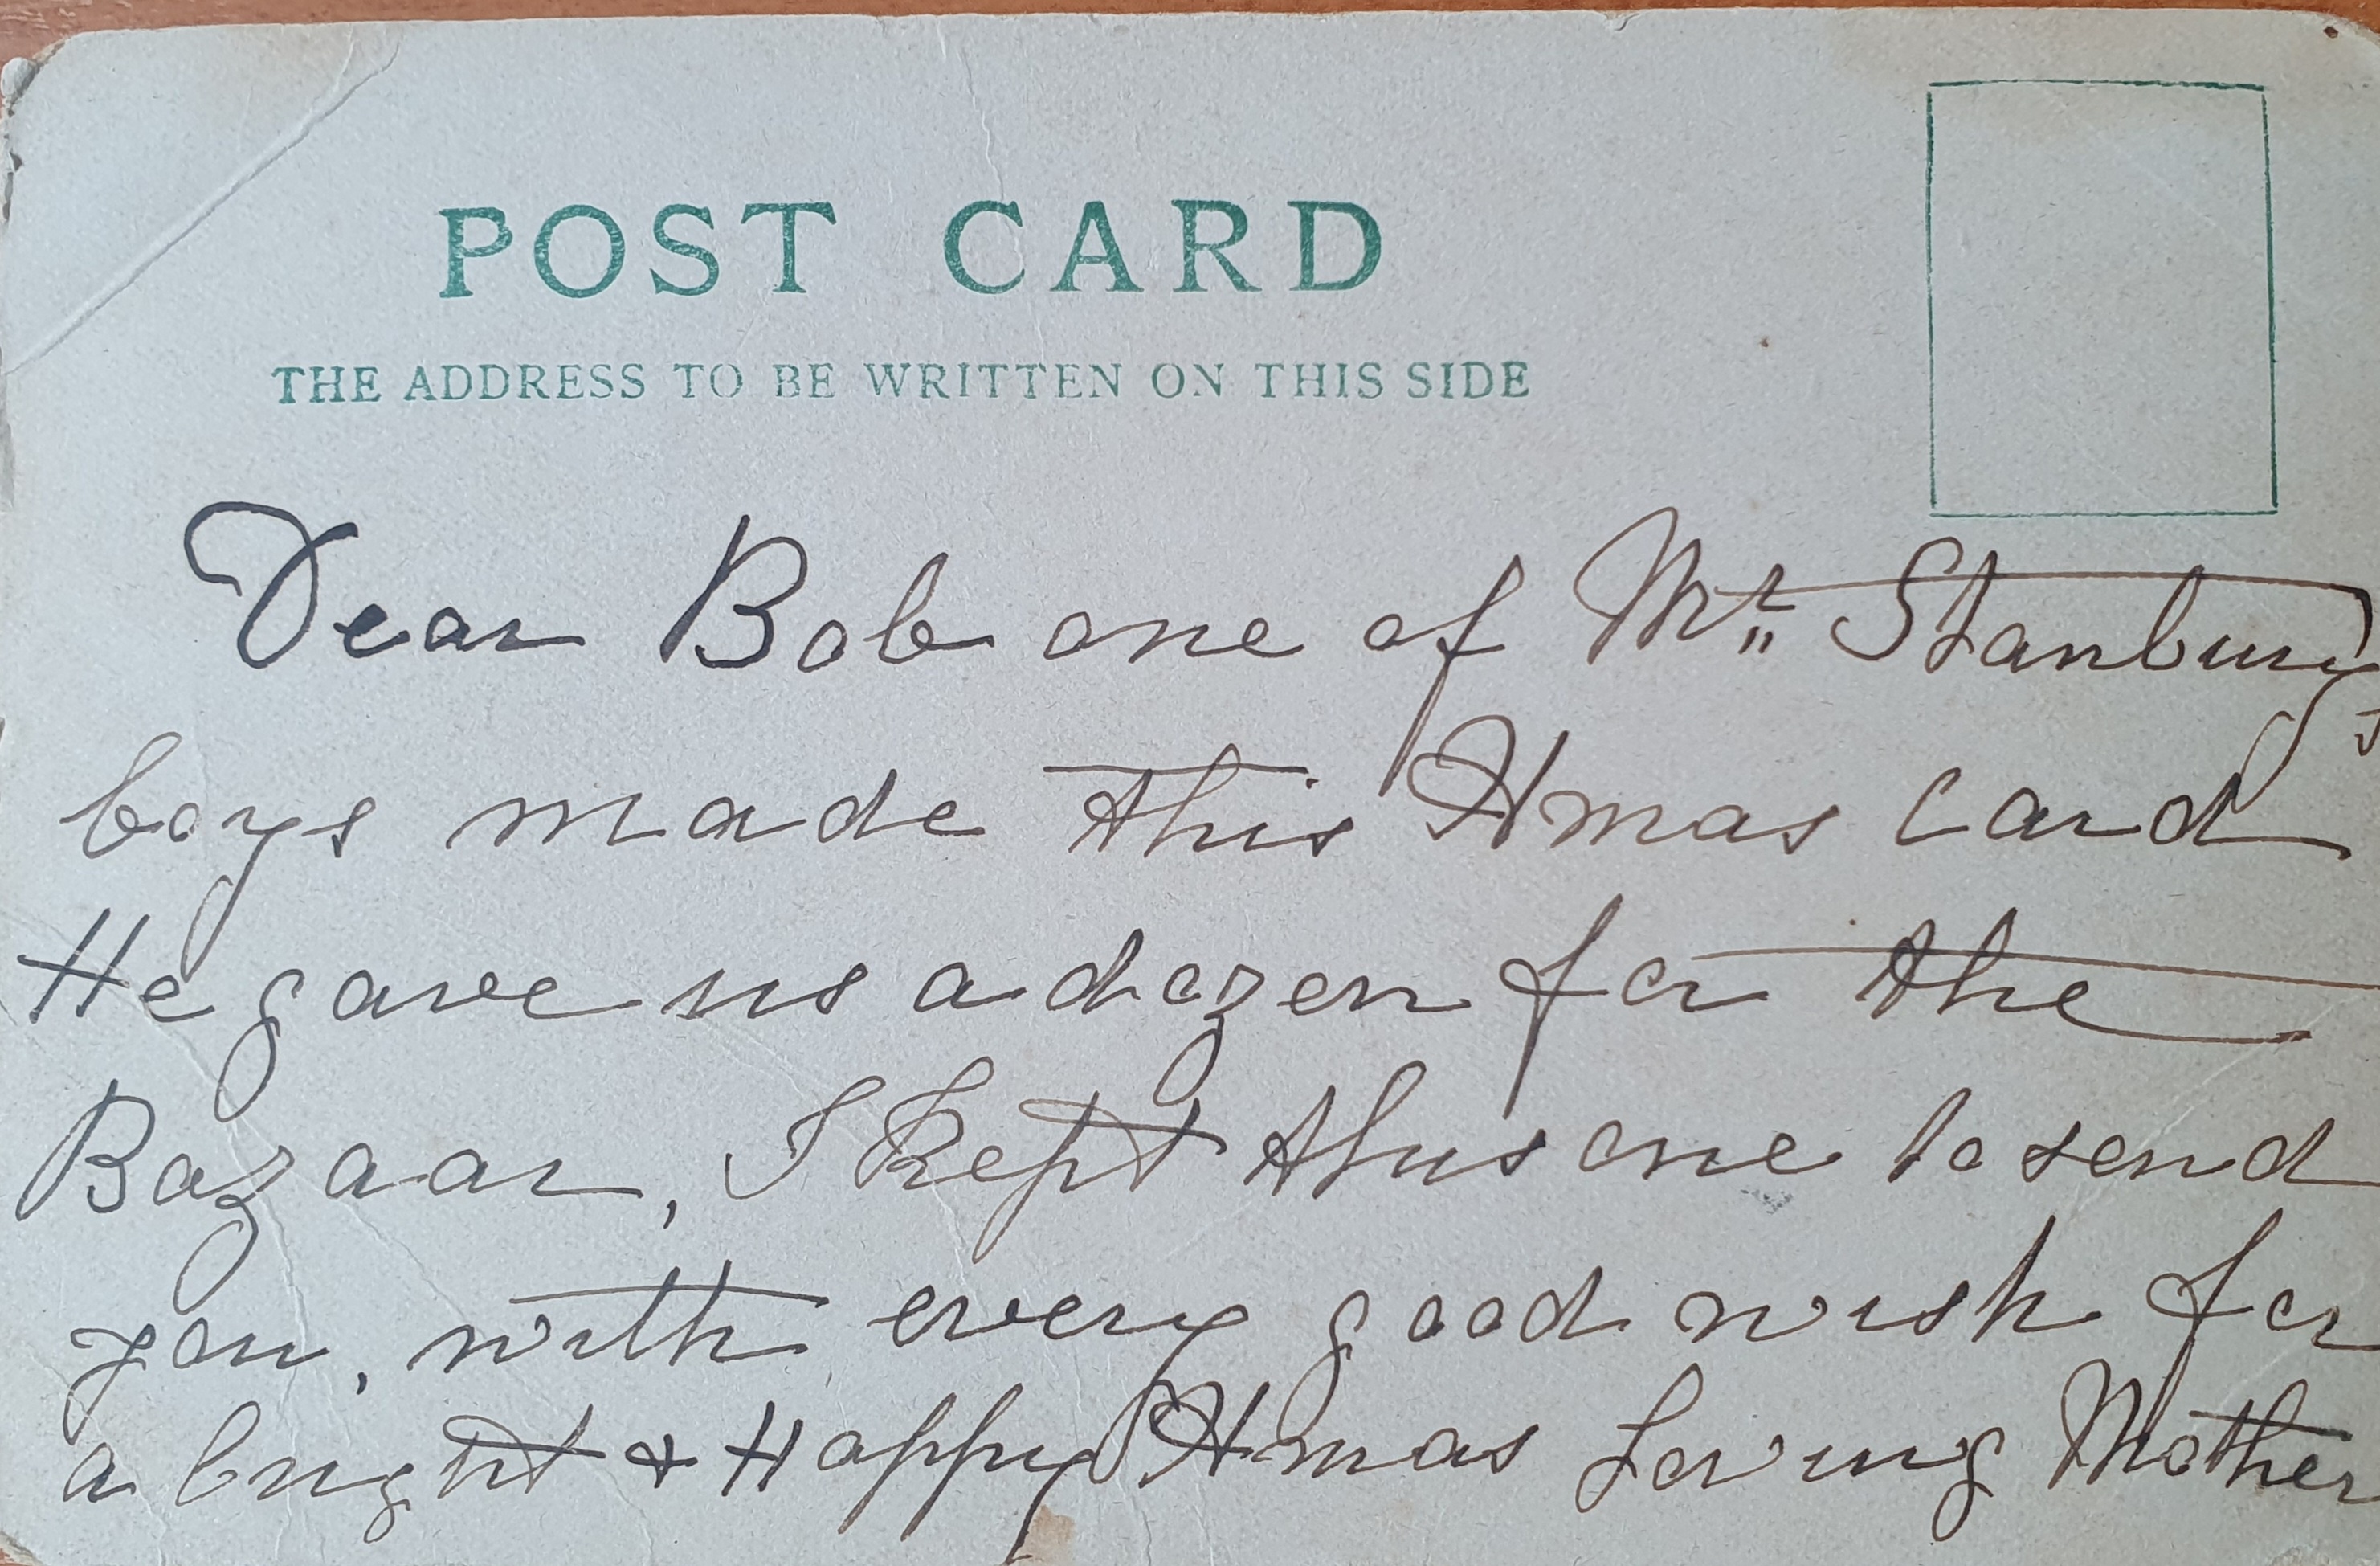 POST CARD
THE ADDRESS TO BE WRITTEN ON THIS SIDE
Dear Bob one of Mr Stanbury's
boys made this Xmas card
He gave us a dozen for the
Bazaar, I kept this one to send
you, with every good wish for
a bright & Happy Xmas Loving Mother